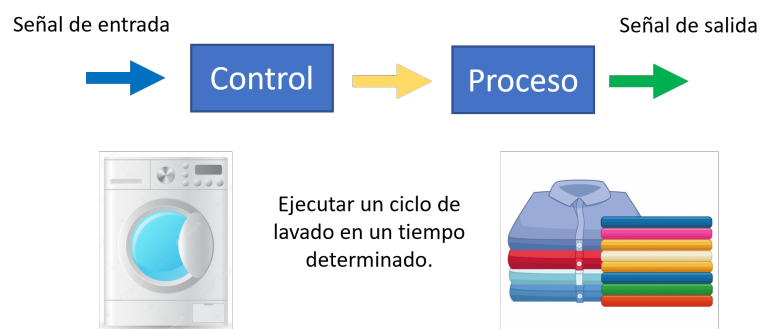 Señal de entrada
Señal de salida
Control
Proceso
Ejecutar un ciclo de
lavado en un tiempo
determinado.